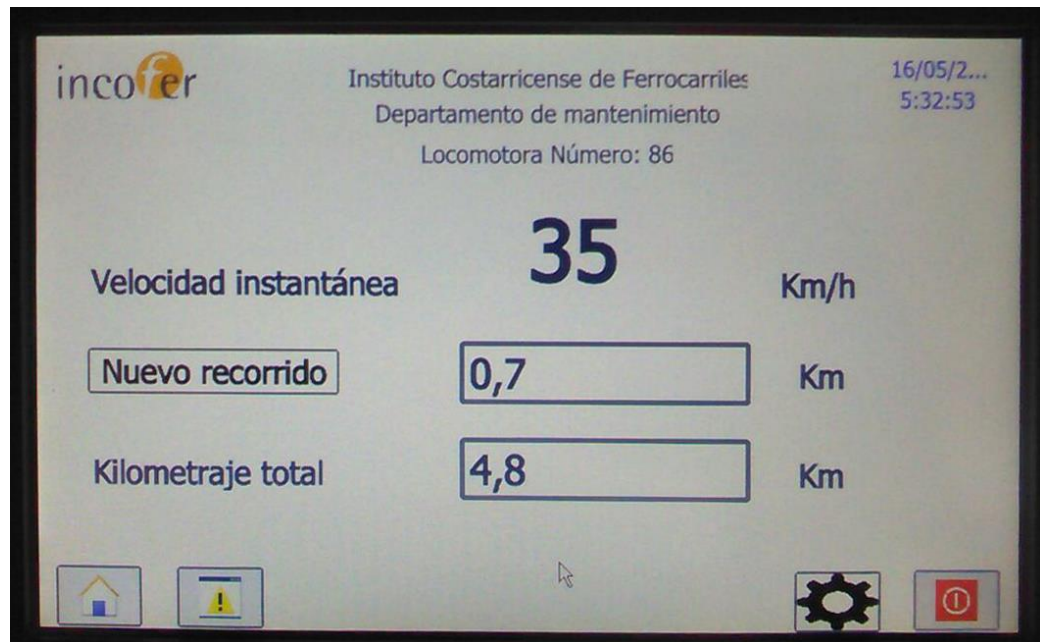 incofer
Instituto Costarricense de Ferrocarriles
Departamento de mantenimiento
Locomotora Número: 86
16/05/2...
5:32:53
Velocidad instantánea 35 Km/h
Nuevo recorrido 0,7 Km
Kilometraje total 4,8 Km